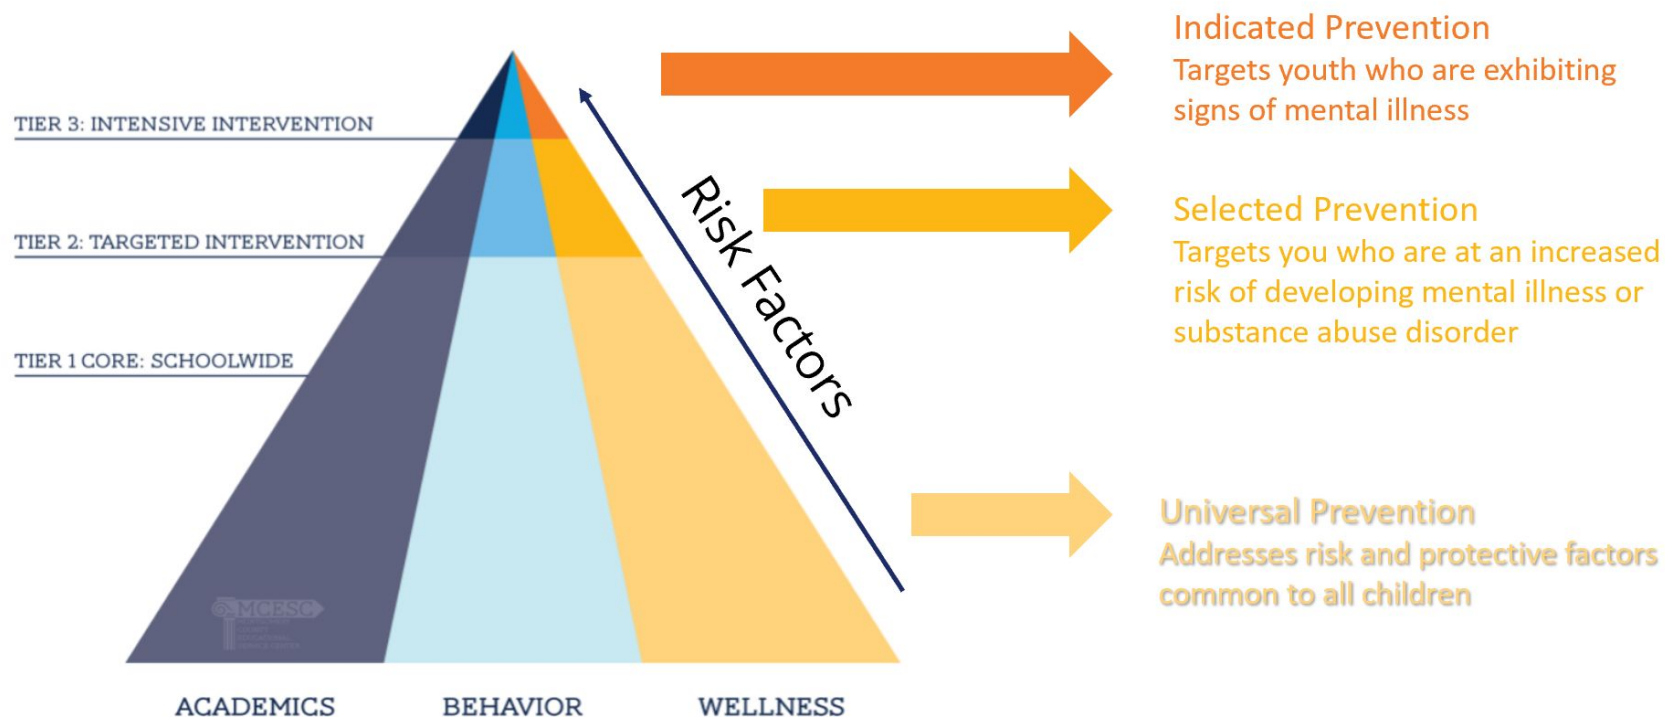 Indicated Prevention
Targets youth who are exhibiting
signs of mental illness
TIER 3: INTENSIVE INTERVENTION
Risk Factors
Selected Prevention
Targets you who are at an increased
risk of developing mental illness or
substance abuse disorder
TIER 2: TARGETED INTERVENTION
TIER 1 CORE: SCHOOLWIDE
Universal Prevention
Addresses risk and protective factors
common to all children
MCESC
ACADEMICS
BEHAVIOR
WELLNESS